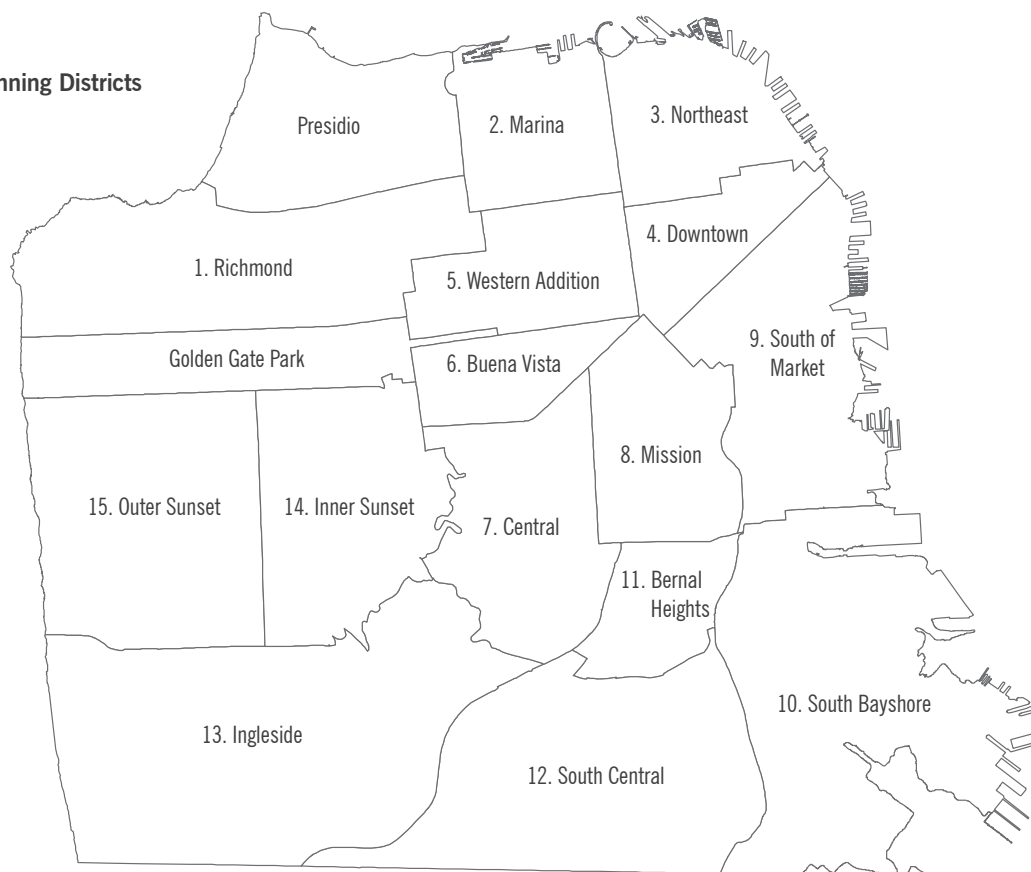 nning Districts
Presidio
2. Marina
3. Northeast
4. Downtown
1. Richmond
5. Western Addition
9. South of
Market
Golden Gate Park
6. Buena Vista
8. Mission
15. Outer Sunset
14. Inner Sunset
7. Central
11. Bernal
Heights
10. South Bayshore
13. Ingleside
12. South Central